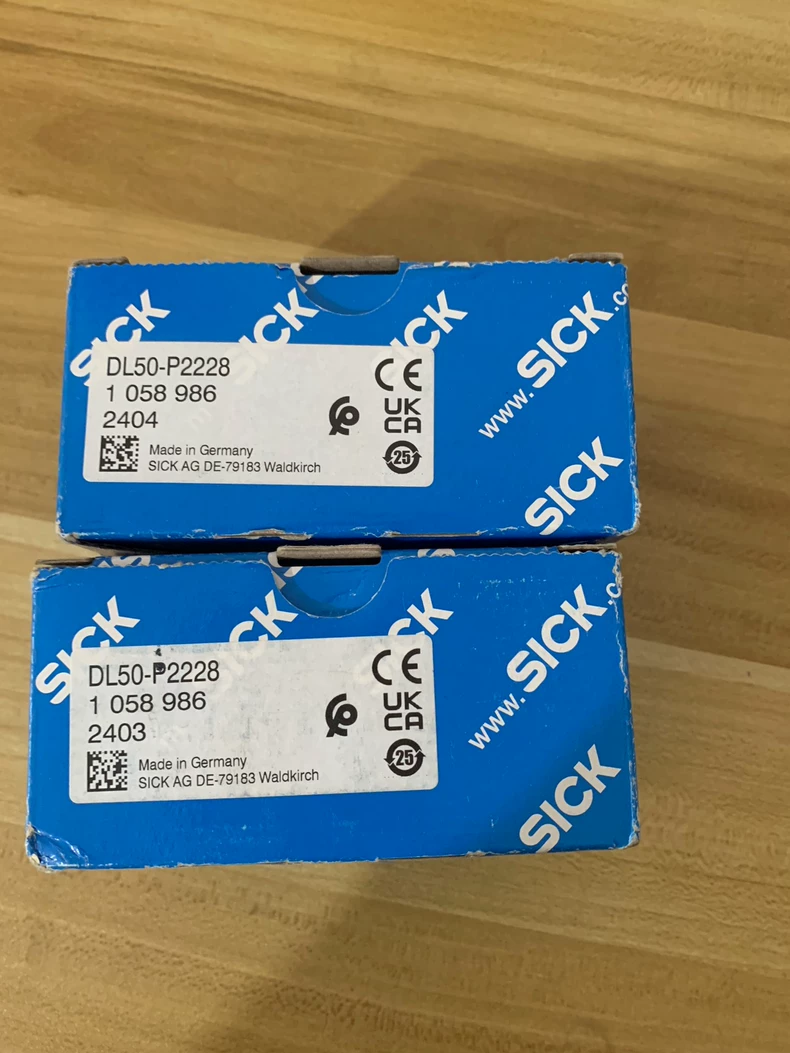 SICK SICK SICK
www.SICK.co
SICK
DL50-P2228
1 058 986
2404
Made in Germany
SICK AG DE-79183 Waldkirch
CE
UK
CA
25
SICK SICK SICK
www.SICK.c
SICK
DL50-P2228
1 058 986
2403
Made in Germany
SICK AG DE-79183 Waldkirch
CE
UK
CA
25